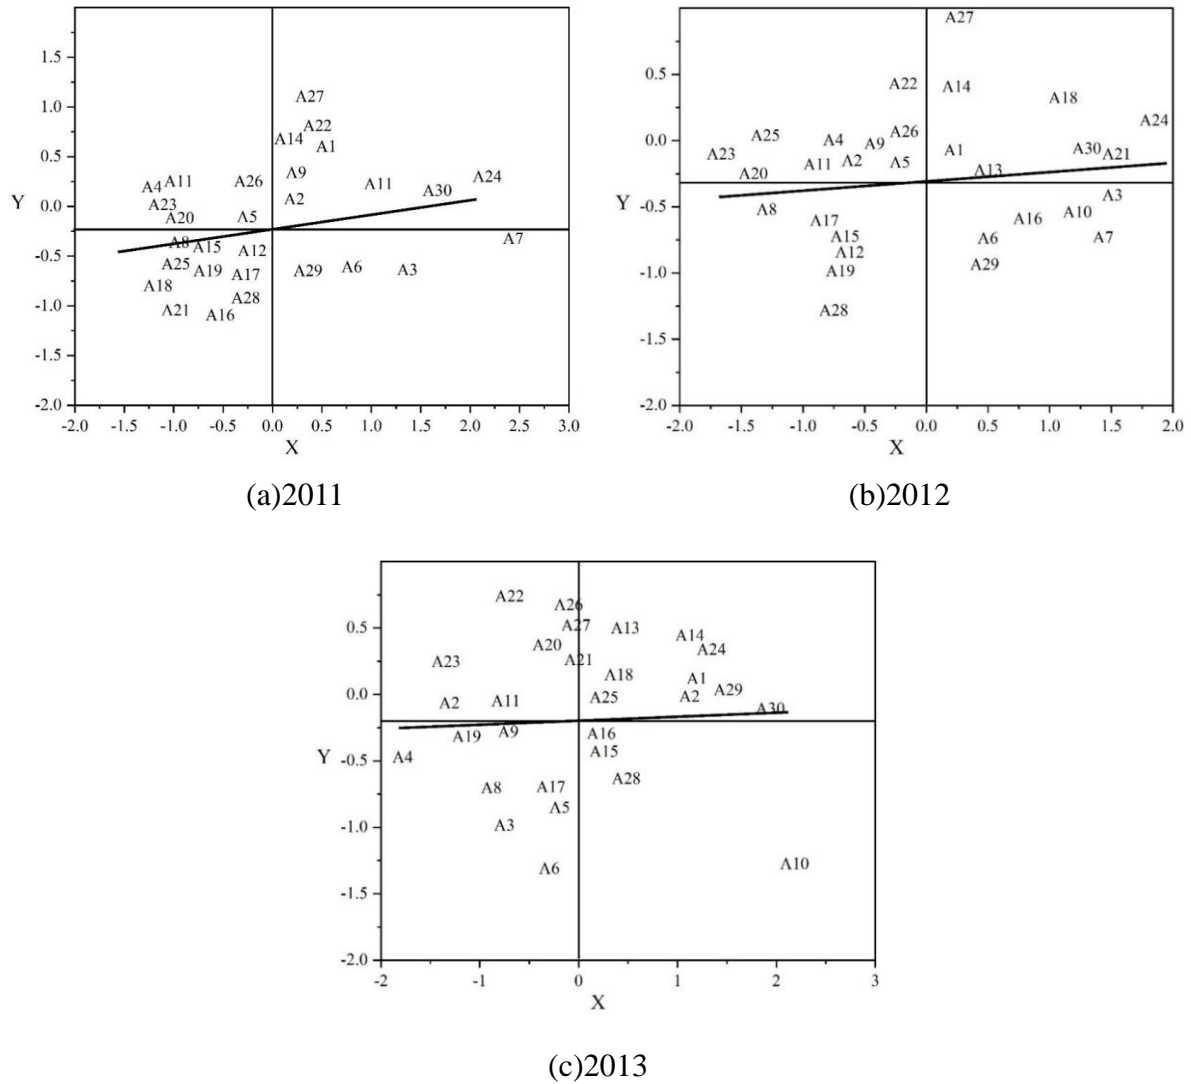 1.5
A27
1.0
A22
A14
A1
0.5
A9
A30
A24
A4
A11
A26
A11
A2
Y
0.0
A23
A20
A5
A7
A8
A15
A12
-0.5
A25
A19
A17
A29
A6
A3
A18
A28
-1.0
A21
A16
-1.5
-2.0
-2.0 -1.5 -1.0 -0.5 0.0 0.5 1.0 1.5 2.0 2.5 3.0
X
(a)2011
A27
0.5
A22
A14
A18
A24
A25
A26
0.0
A4
A9
A1
A30
A21
A23
A11
A2
A5
A20
A13
Y
-0.5
A8
A3
A17
A16
A10
A15
A6
A7
A12
-1.0
A19
A29
A28
-1.5
-2.0
-2.0 -1.5 -1.0 -0.5 0.0 0.5 1.0 1.5 2.0
X
(b)2012
A22
A26
0.5
A27
A13
A14
A20
A24
A23
A21
A18
A1
A29
0.0
A2
A11
A25
A2
A30
A19
A9
A16
Y
-0.5
A4
A15
A8
A17
A28
A5
-1.0
A3
A6
A10
-1.5
-2.0
-2 -1 0 1 2 3
X
(c)2013